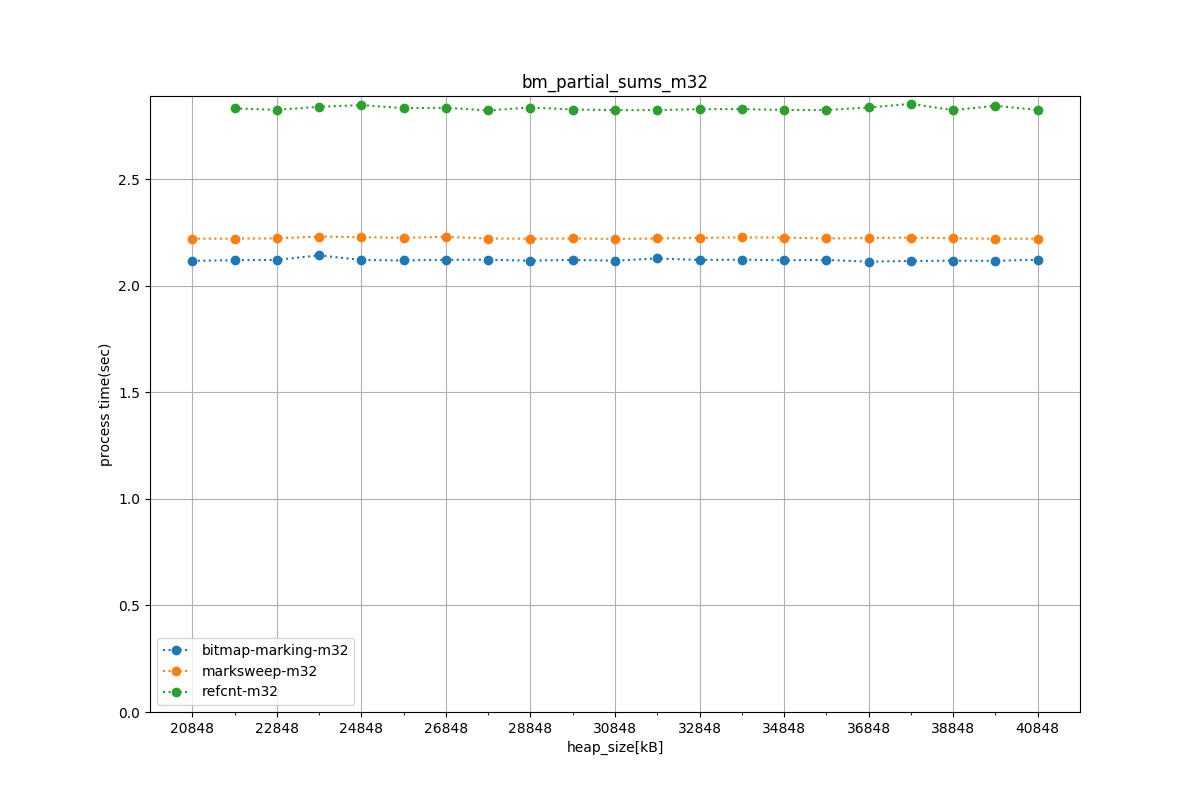 bm_partial_sums_m32
process time(sec)
2.5
2.0
1.5
1.0
0.5
0.0
bitmap-marking-m32
marksweep-m32
refcnt-m32
20848 22848 24848 26848 28848 30848 32848 34848 36848 38848 40848
heap_size[kB]